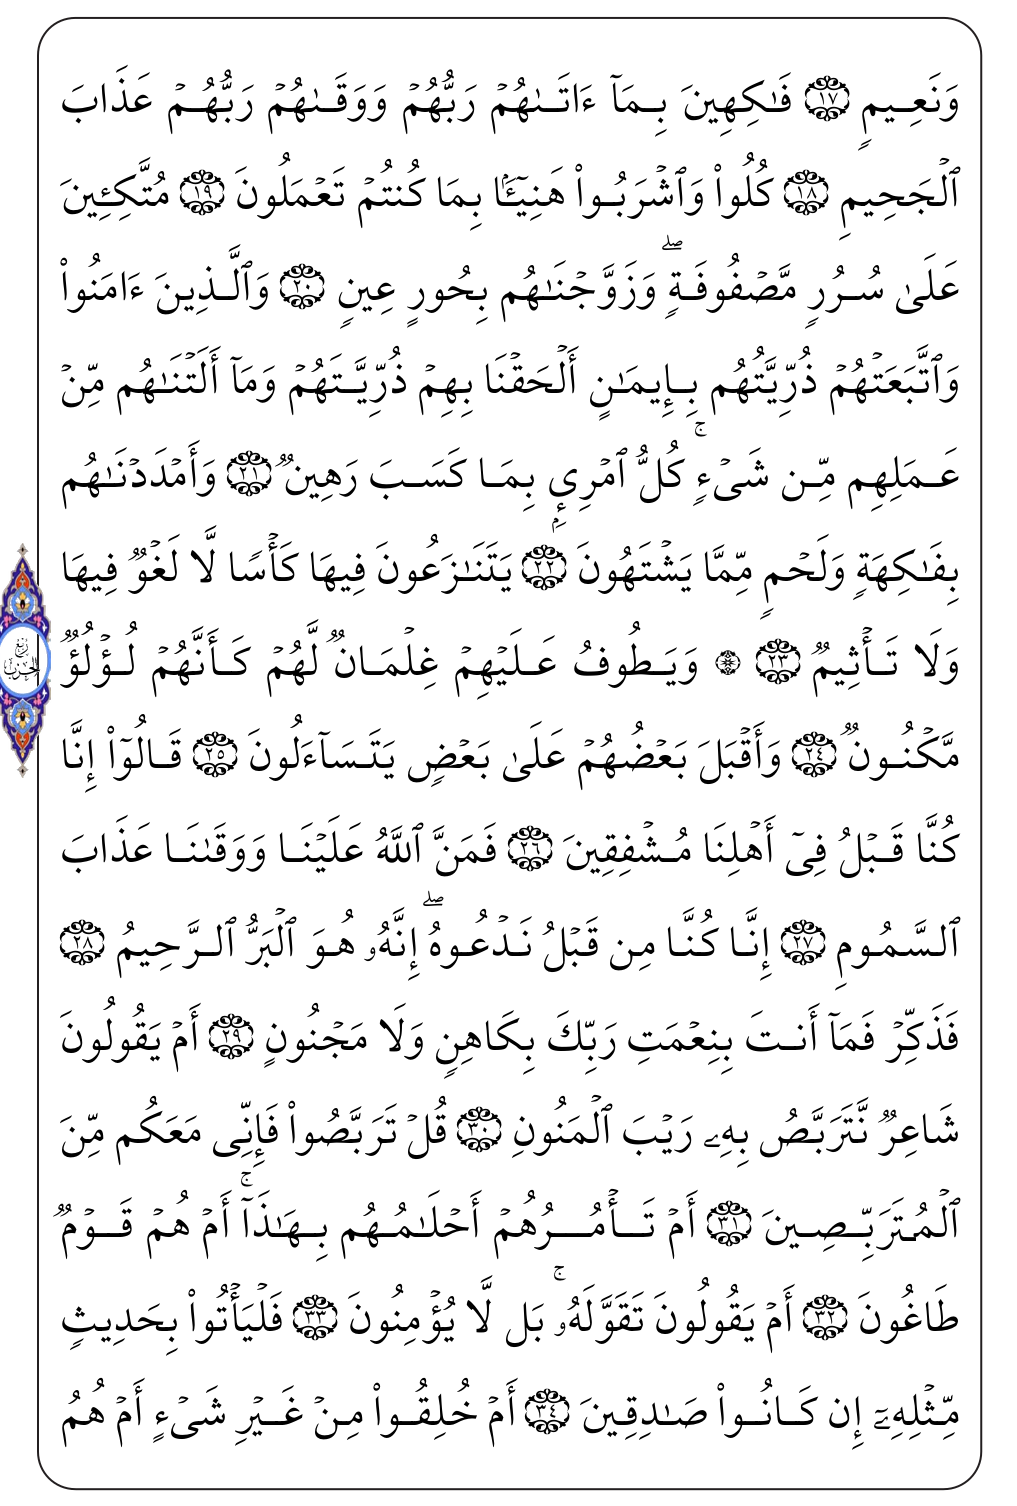 وَنَعِيمٍ ١٧ فَـٰكِهِينَ بِمَآ ءَاتَـٰهُمْ رَبُّهُمْ وَوَقَـٰهُمْ رَبُّهُمْ عَذَابَ
ٱلْجَحِيمِ ١٨ كُلُوا۟ وَٱشْرَبُوا۟ هَنِيٓـًٔۢا بِمَا كُنتُمْ تَعْمَلُونَ ١٩ مُتَّكِـِٔينَ
عَلَىٰ سُرُرٍ مَّصْفُوفَةٍ ۖ وَزَوَّجْنَـٰهُم بِحُورٍ عِينٍ ٢٠ وَٱلَّذِينَ ءَامَنُوا۟
وَٱتَّبَعَتْهُمْ ذُرِّيَّتُهُم بِإِيمَـٰنٍ أَلْحَقْنَا بِهِمْ ذُرِّيَّتَهُمْ وَمَآ أَلَتْنَـٰهُم مِّنْ
عَمَلِهِم مِّن شَىْءٍ ۚ كُلُّ ٱمْرِئٍۭ بِمَا كَسَبَ رَهِينٌ ٢١ وَأَمْدَدْنَـٰهُم
بِفَـٰكِهَةٍ وَلَحْمٍ مِّمَّا يَشْتَهُونَ ٢٢ يَتَنَـٰزَعُونَ فِيهَا كَأْسًا لَّا لَغْوٌ فِيهَا
وَلَا تَأْثِيمٌ ٢٣ ۞ وَيَطُوفُ عَلَيْهِمْ غِلْمَانٌ لَّهُمْ كَأَنَّهُمْ لُؤْلُؤٌ
مَّكْنُونٌ ٢٤ وَأَقْبَلَ بَعْضُهُمْ عَلَىٰ بَعْضٍ يَتَسَآءَلُونَ ٢٥ قَالُوٓا۟ إِنَّا
كُنَّا قَبْلُ فِىٓ أَهْلِنَا مُشْفِقِينَ ٢٦ فَمَنَّ ٱللَّهُ عَلَيْنَا وَوَقَىٰنَا عَذَابَ
ٱلسَّمُومِ ٢٧ إِنَّا كُنَّا مِن قَبْلُ نَدْعُوهُ ۖ إِنَّهُۥ هُوَ ٱلْبَرُّ ٱلرَّحِيمُ ٢٨
فَذَكِّرْ فَمَآ أَنتَ بِنِعْمَتِ رَبِّكَ بِكَاهِنٍ وَلَا مَجْنُونٍ ٢٩ أَمْ يَقُولُونَ
شَاعِرٌ نَّتَرَبَّصُ بِهِۦ رَيْبَ ٱلْمَنُونِ ٣٠ قُلْ تَرَبَّصُوا۟ فَإِنِّى مَعَكُم مِّنَ
ٱلْمُتَرَبِّصِينَ ٣١ أَمْ تَأْمُرُهُمْ أَحْلَـٰمُهُم بِهَـٰذَآ ۚ أَمْ هُمْ قَوْمٌ
طَاغُونَ ٣٢ أَمْ يَقُولُونَ تَقَوَّلَهُۥ ۚ بَل لَّا يُؤْمِنُونَ ٣٣ فَلْيَأْتُوا۟ بِحَدِيثٍ
مِّثْلِهِۦٓ إِن كَانُوا۟ صَـٰدِقِينَ ٣٤ أَمْ خُلِقُوا۟ مِنْ غَيْرِ شَىْءٍ أَمْ هُمُ
رُبْع
الحِزْب